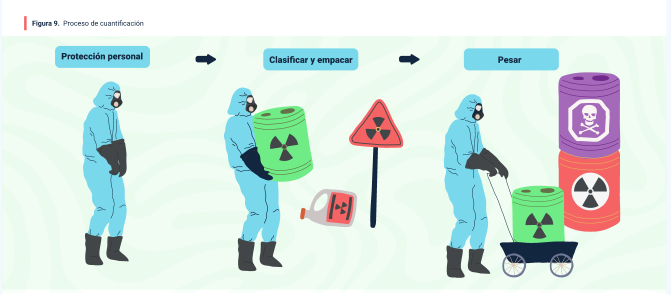 Figura 9. Proceso de cuantificación
Protección personal
Clasificar y empacar
Pesar